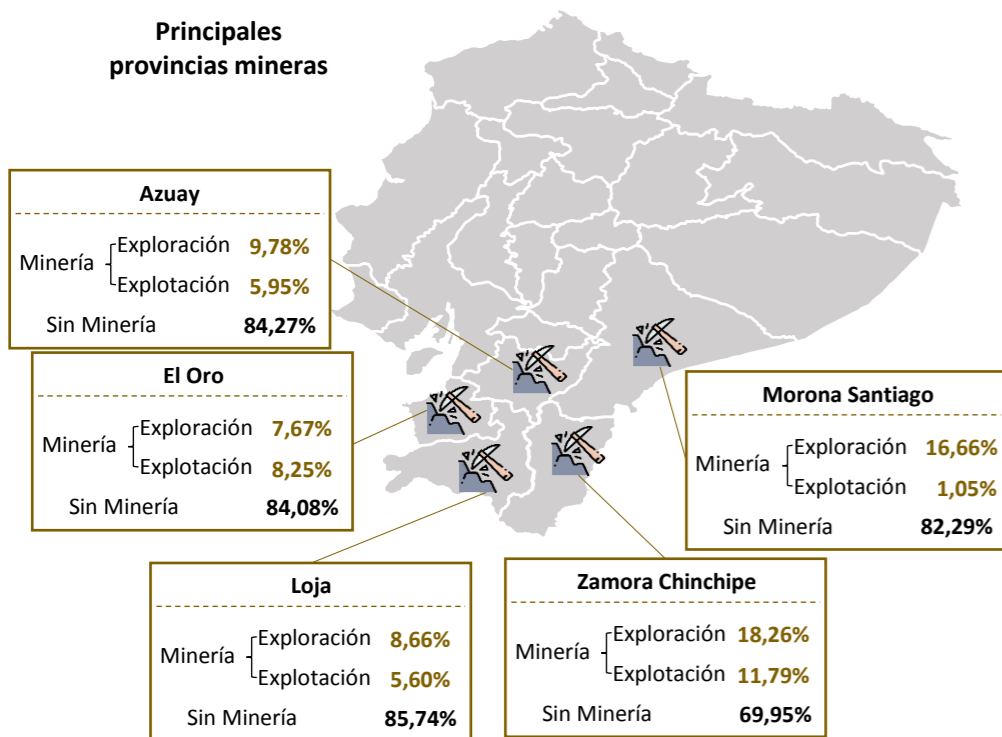 Principales
provincias mineras
Azuay
Minería
Exploración 9,78%
Explotación 5,95%
Sin Minería 84,27%
El Oro
Minería
Exploración 7,67%
Explotación 8,25%
Sin Minería 84,08%
Morona Santiago
Minería
Exploración 16,66%
Explotación 1,05%
Sin Minería 82,29%
Loja
Minería
Exploración 8,66%
Explotación 5,60%
Sin Minería 85,74%
Zamora Chinchipe
Minería
Exploración 18,26%
Explotación 11,79%
Sin Minería 69,95%